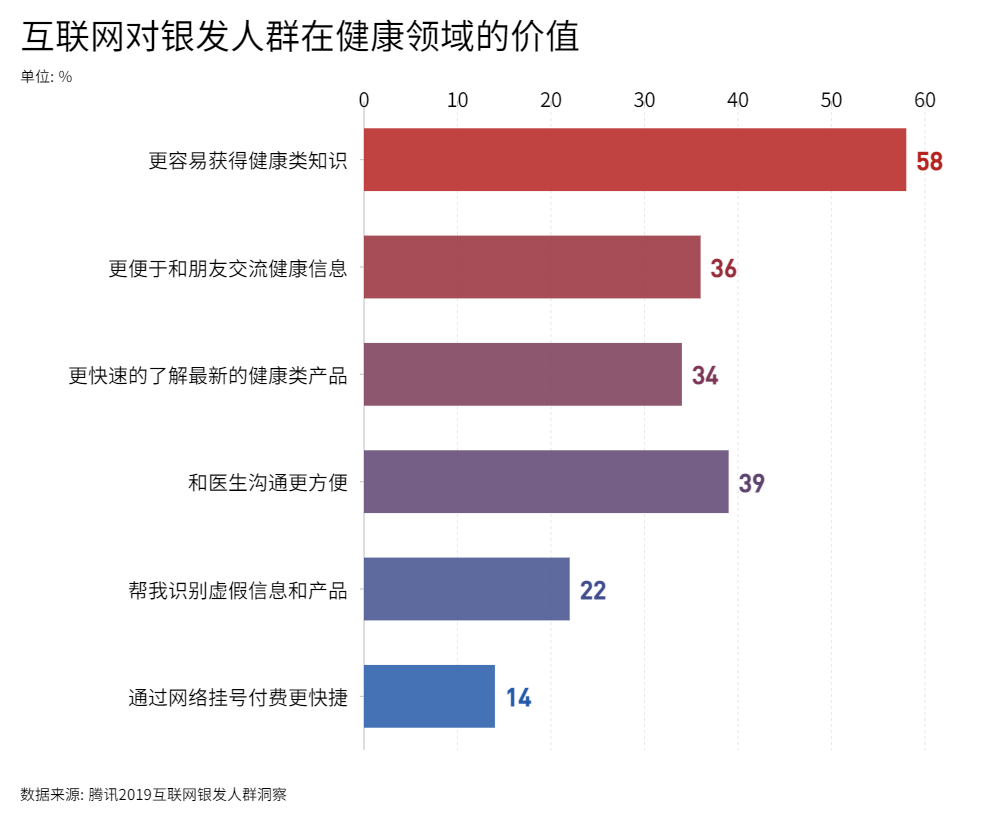 互联网对银发人群在健康领域的价值
单位: %
0 10 20 30 40 50 60
更容易获得健康类知识 58
更便于和朋友交流健康信息 36
更快速的了解最新的健康类产品 34
和医生沟通更方便 39
帮我识别虚假信息和产品 22
通过网络挂号付费更快捷 14
数据来源: 腾讯2019互联网银发人群洞察